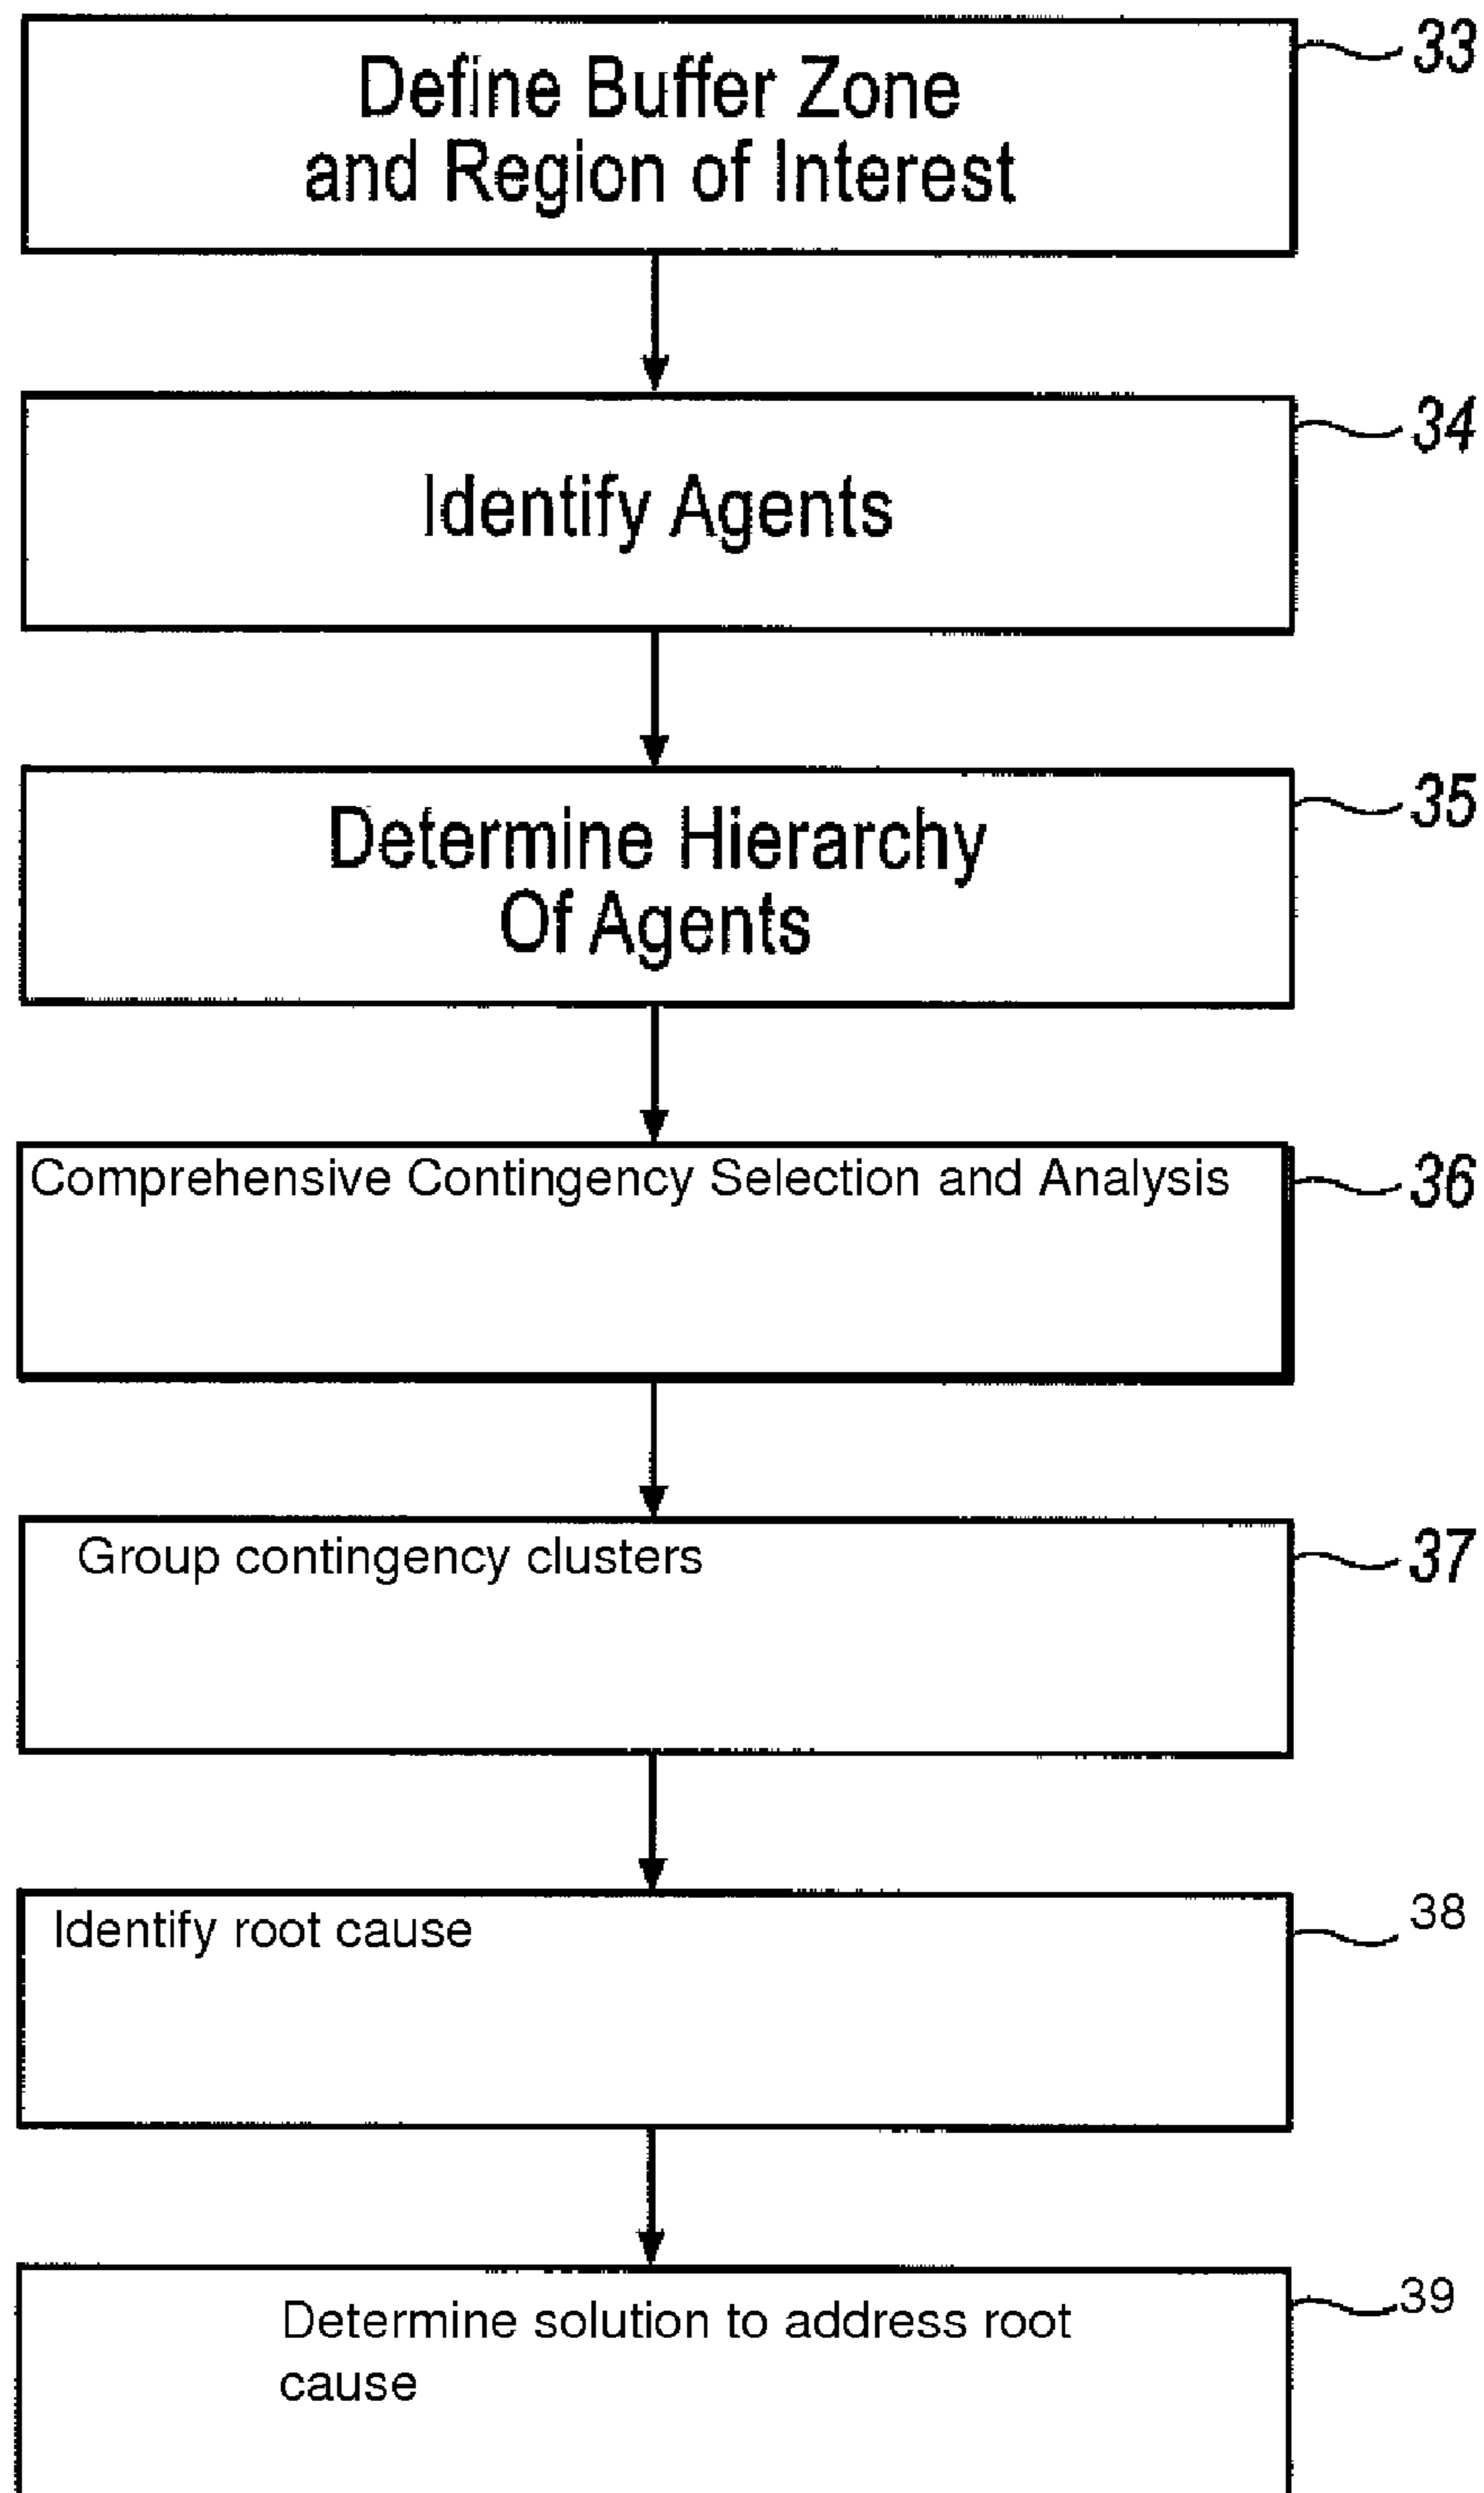 Define Buffer Zone
and Region of Interest
33
Identify Agents
34
Determine Hierarchy
Of Agents
35
Comprehensive Contingency Selection and Analysis
36
Group contingency clusters
37
Identify root cause
38
Determine solution to address root
cause
39